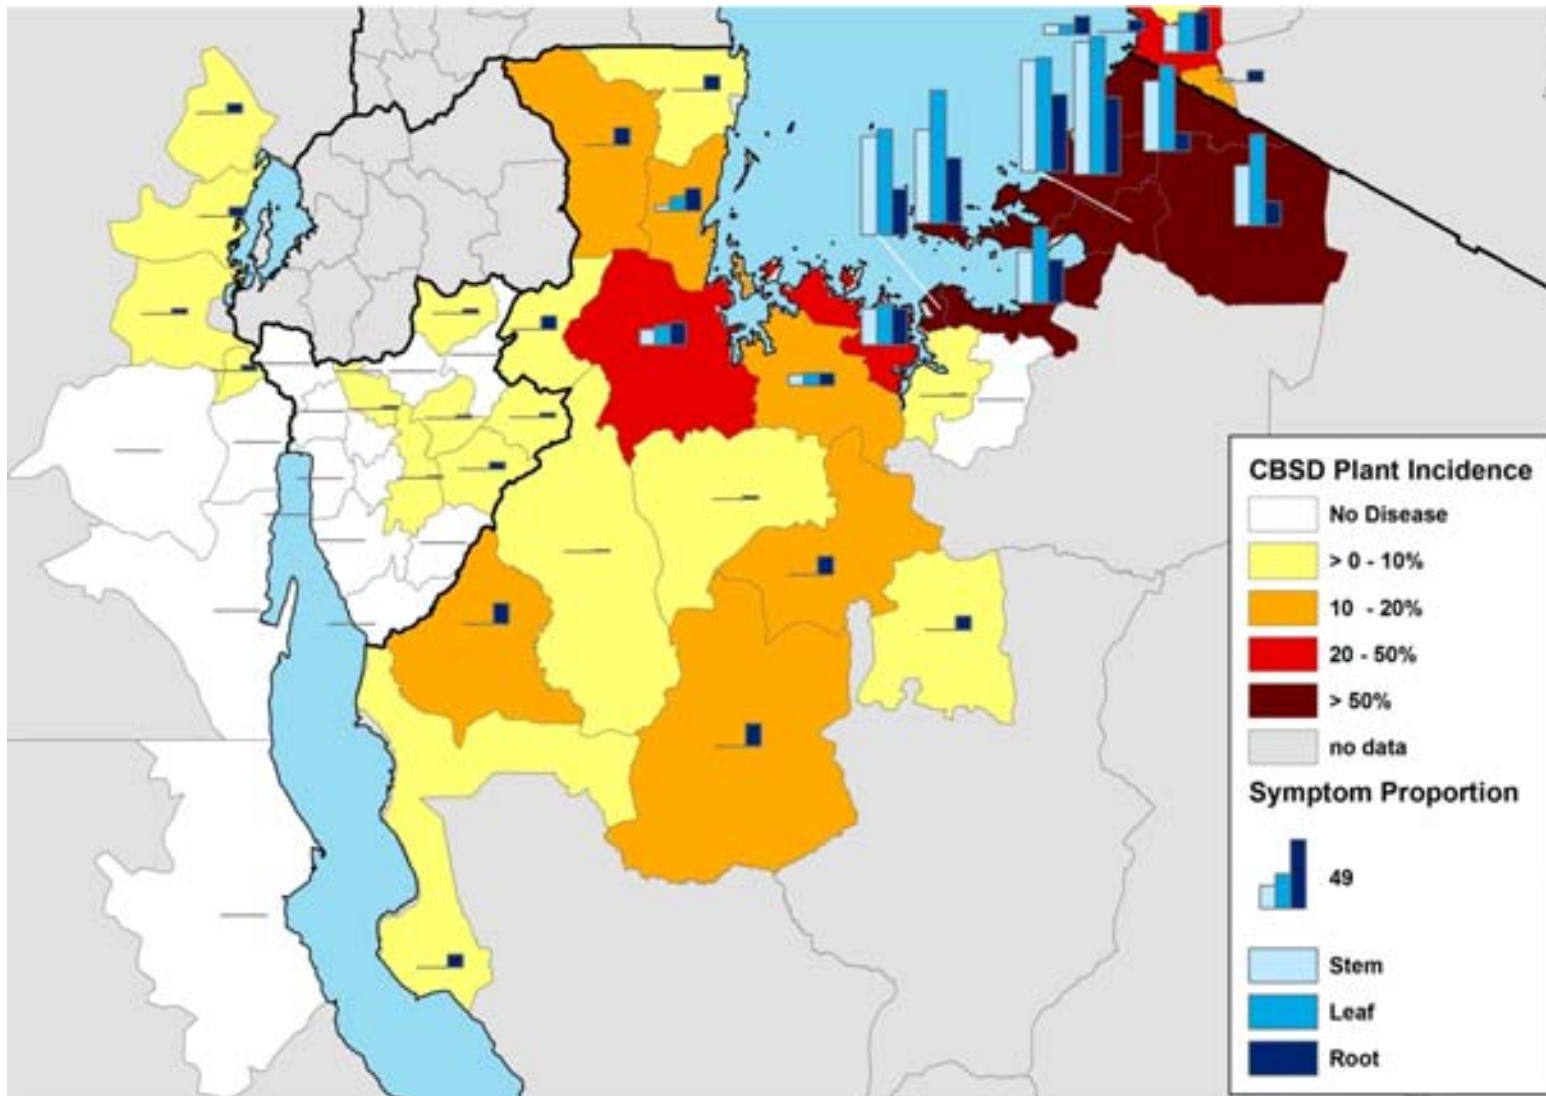 CBSD Plant Incidence
No Disease
> 0 - 10%
10 - 20%
20 - 50%
> 50%
no data
Symptom Proportion
49
Stem
Leaf
Root